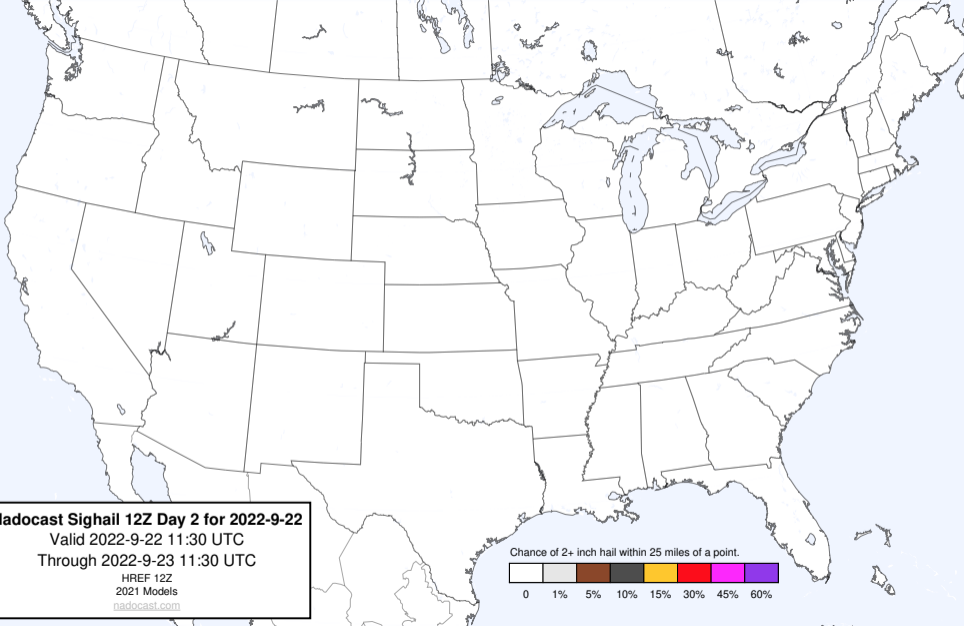 Nadocast Sighail 12Z Day 2 for 2022-9-22
Valid 2022-9-22 11:30 UTC
Through 2022-9-23 11:30 UTC
HREF 12Z
2021 Models
nadocast.com
Chance of 2+ inch hail within 25 miles of a point.
0 1% 5% 10% 15% 30% 45% 60%